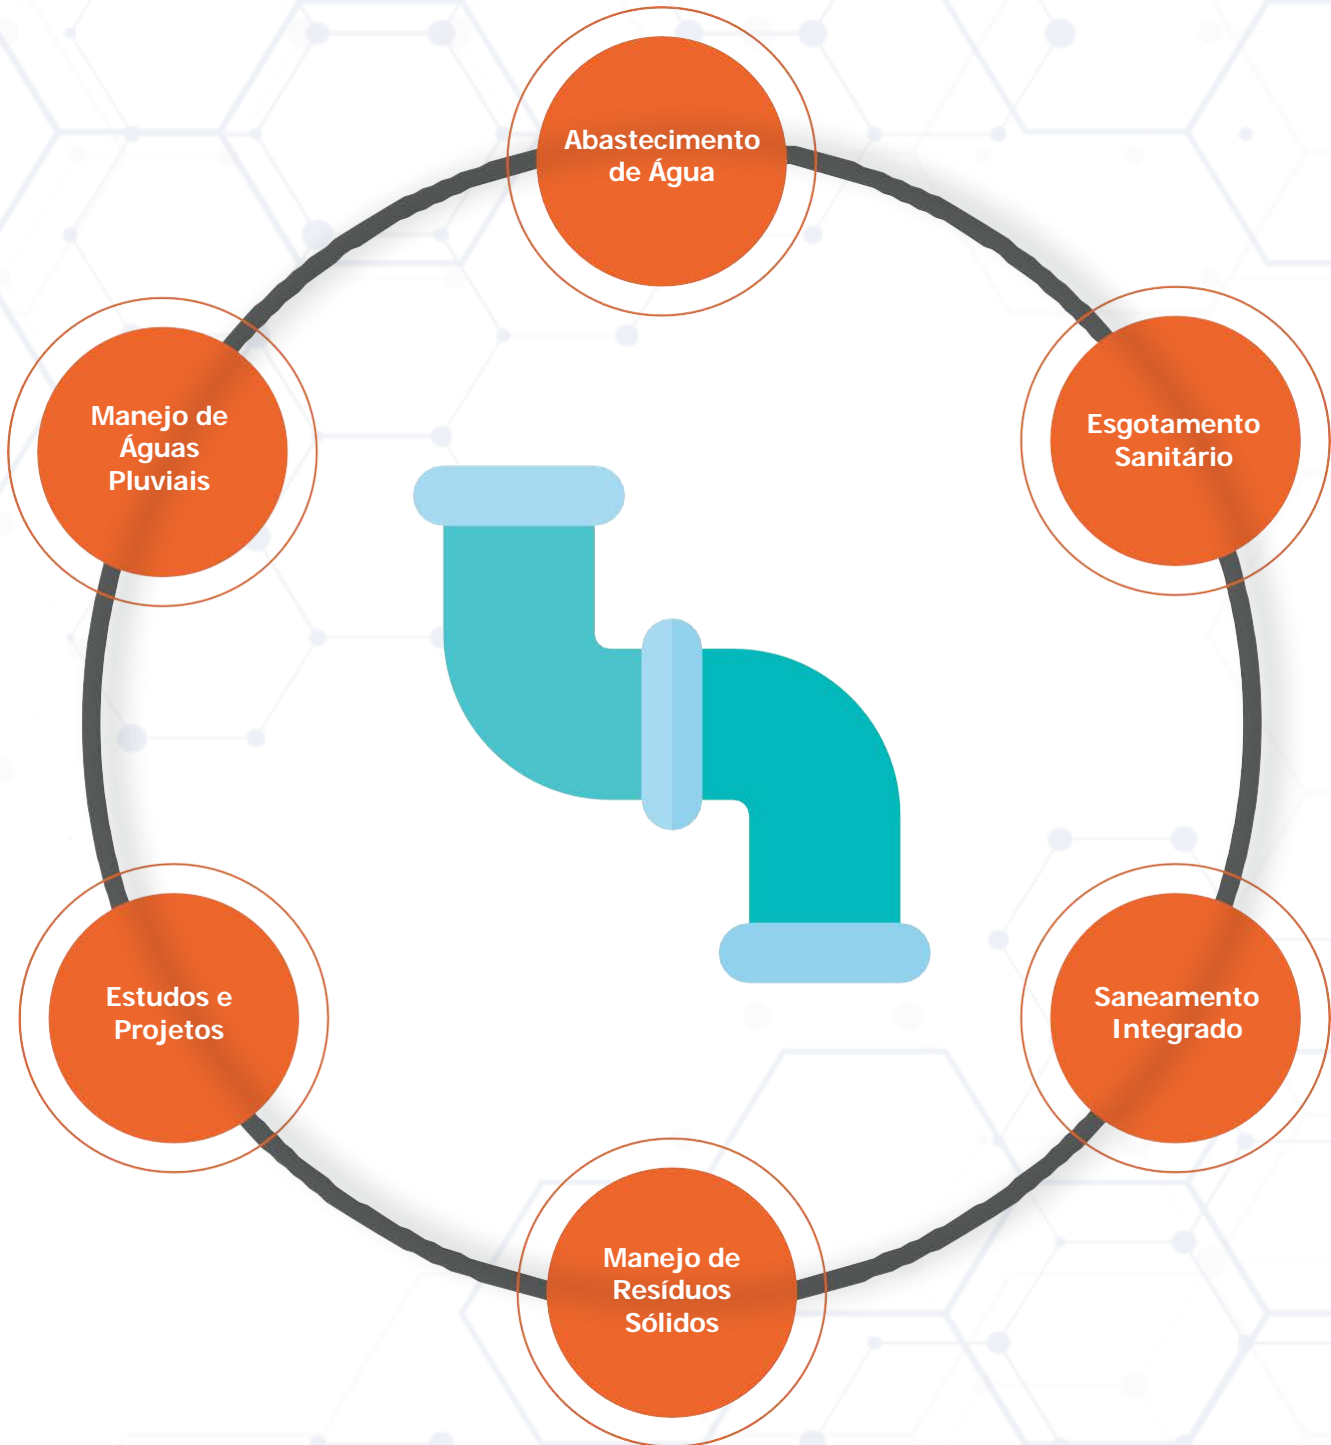 Abastecimento
de Água
Esgotamento
Sanitário
Saneamento
Integrado
Manejo de
Resíduos
Sólidos
Estudos e
Projetos
Manejo de
Águas
Pluviais